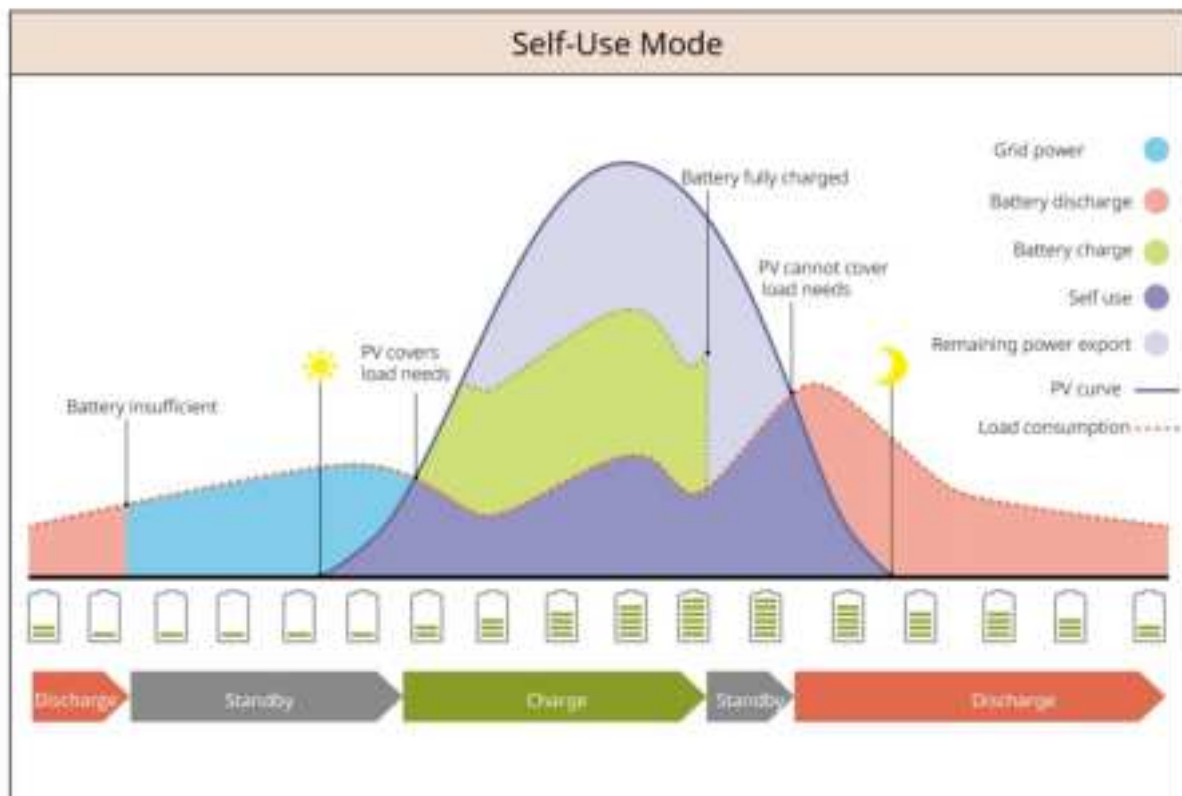 Self-Use Mode
Grid power
Battery fully charged
Battery discharge
Battery charge
PV cannot cover
load needs
Self use
PV covers
load needs
Remaining power export
PV curve
Battery insufficient
Load consumption
Discharge
Standby
Charge
Standby
Discharge